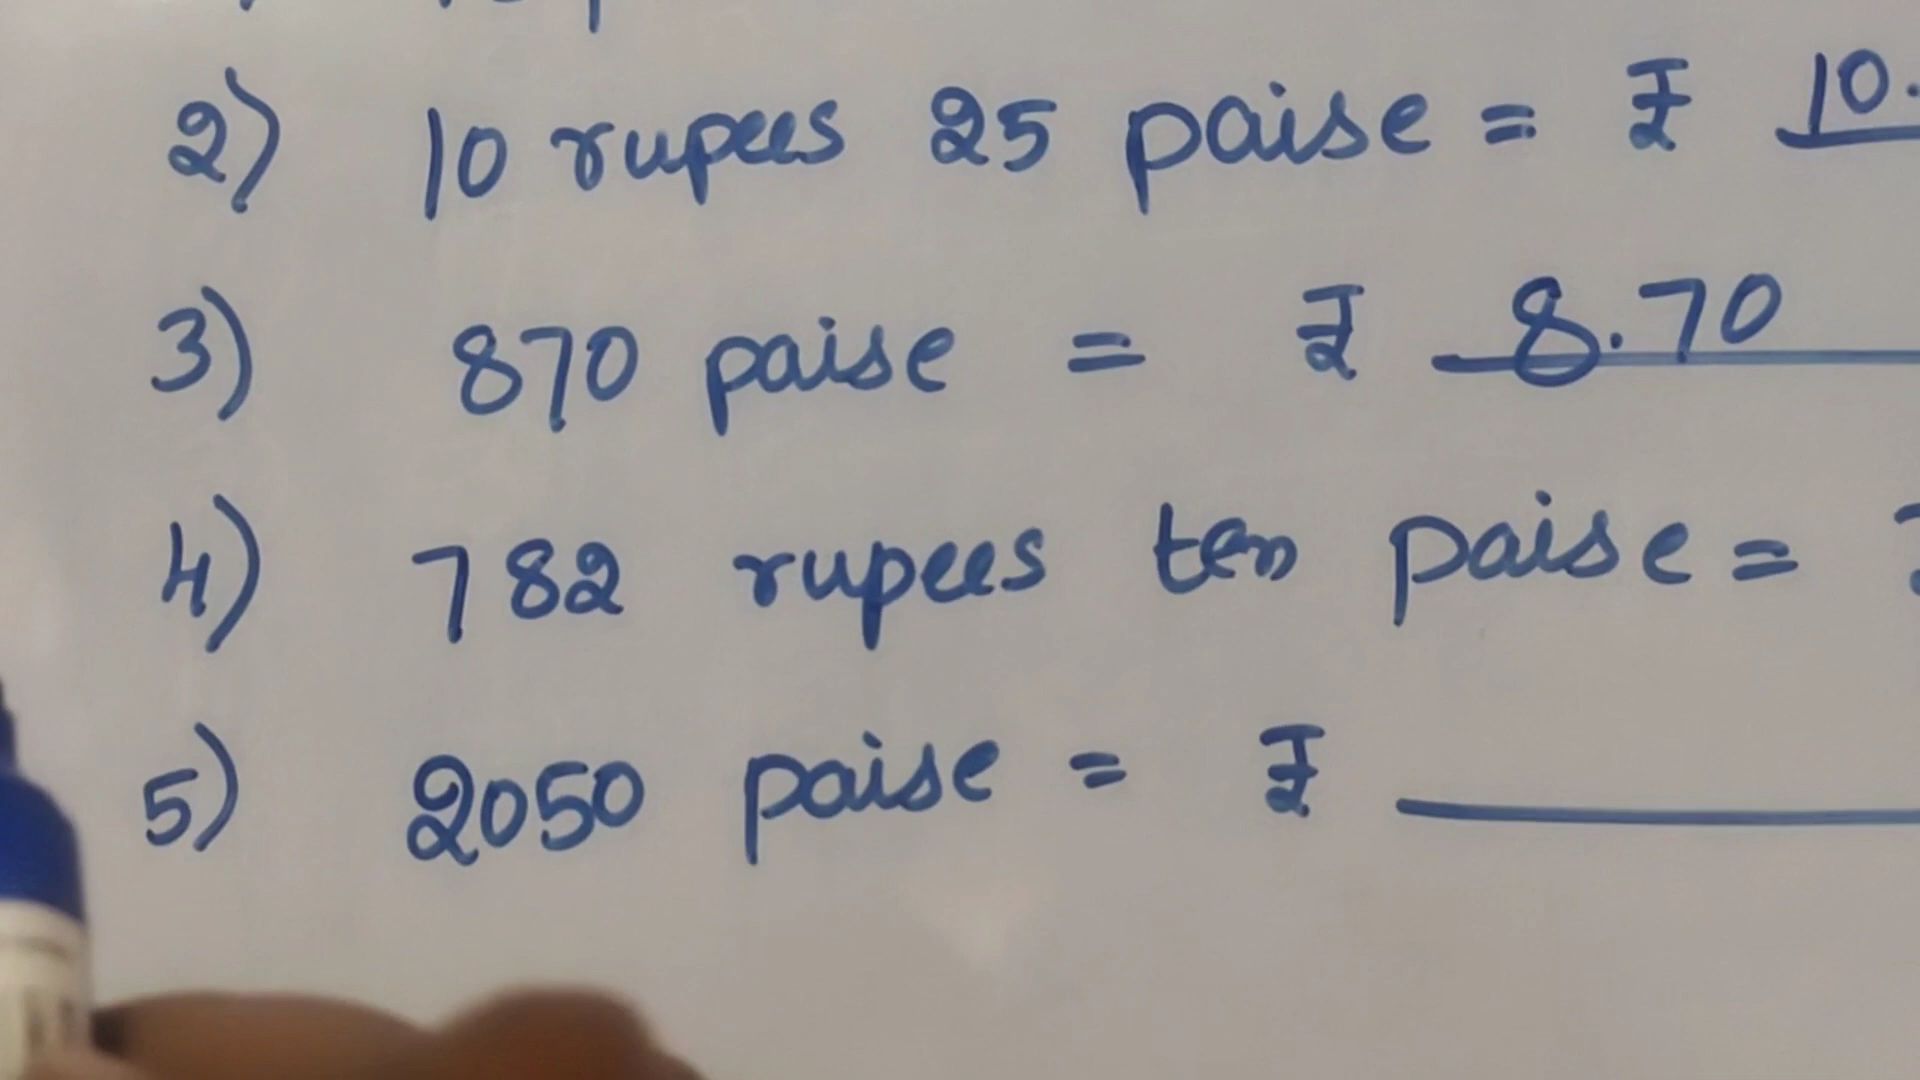 2) 10 rupees 25 paise = ₹ 10.
3) 870 paise = ₹ 8.70
4) 782 rupees ten paise =
5) 2050 paise = ₹